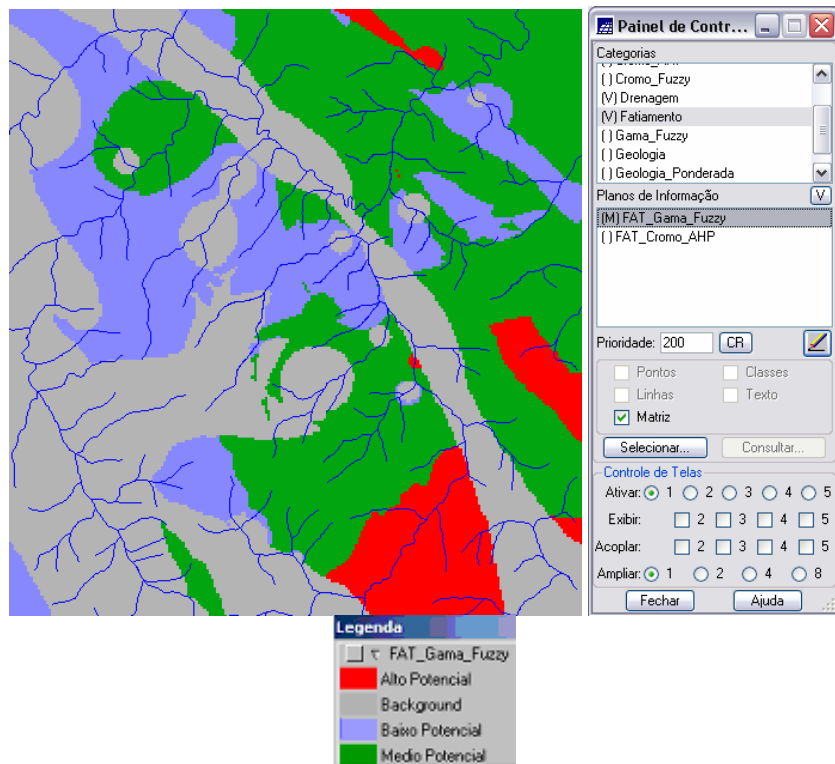 Painel de Contr...
Categorias
( ) Cromo_Fuzzy
(V) Drenagem
(V) Fatiamento
( ) Gama_Fuzzy
( ) Geologia
( ) Geologia_Ponderada
Planos de Informação V
(M) FAT_Gama_Fuzzy
( ) FAT_Cromo_AHP
Prioridade: 200 CR
Pontos Classes
Linhas Texto
Matriz
Selecionar... Consultar...
Controle de Telas
Ativar: 1 2 3 4 5
Exibir: 2 3 4 5
Acoplar: 2 3 4 5
Ampliar: 1 2 4 8
Fechar Ajuda
Legenda
FAT_Gama_Fuzzy
Alto Potencial
Background
Baixo Potencial
Medio Potencial